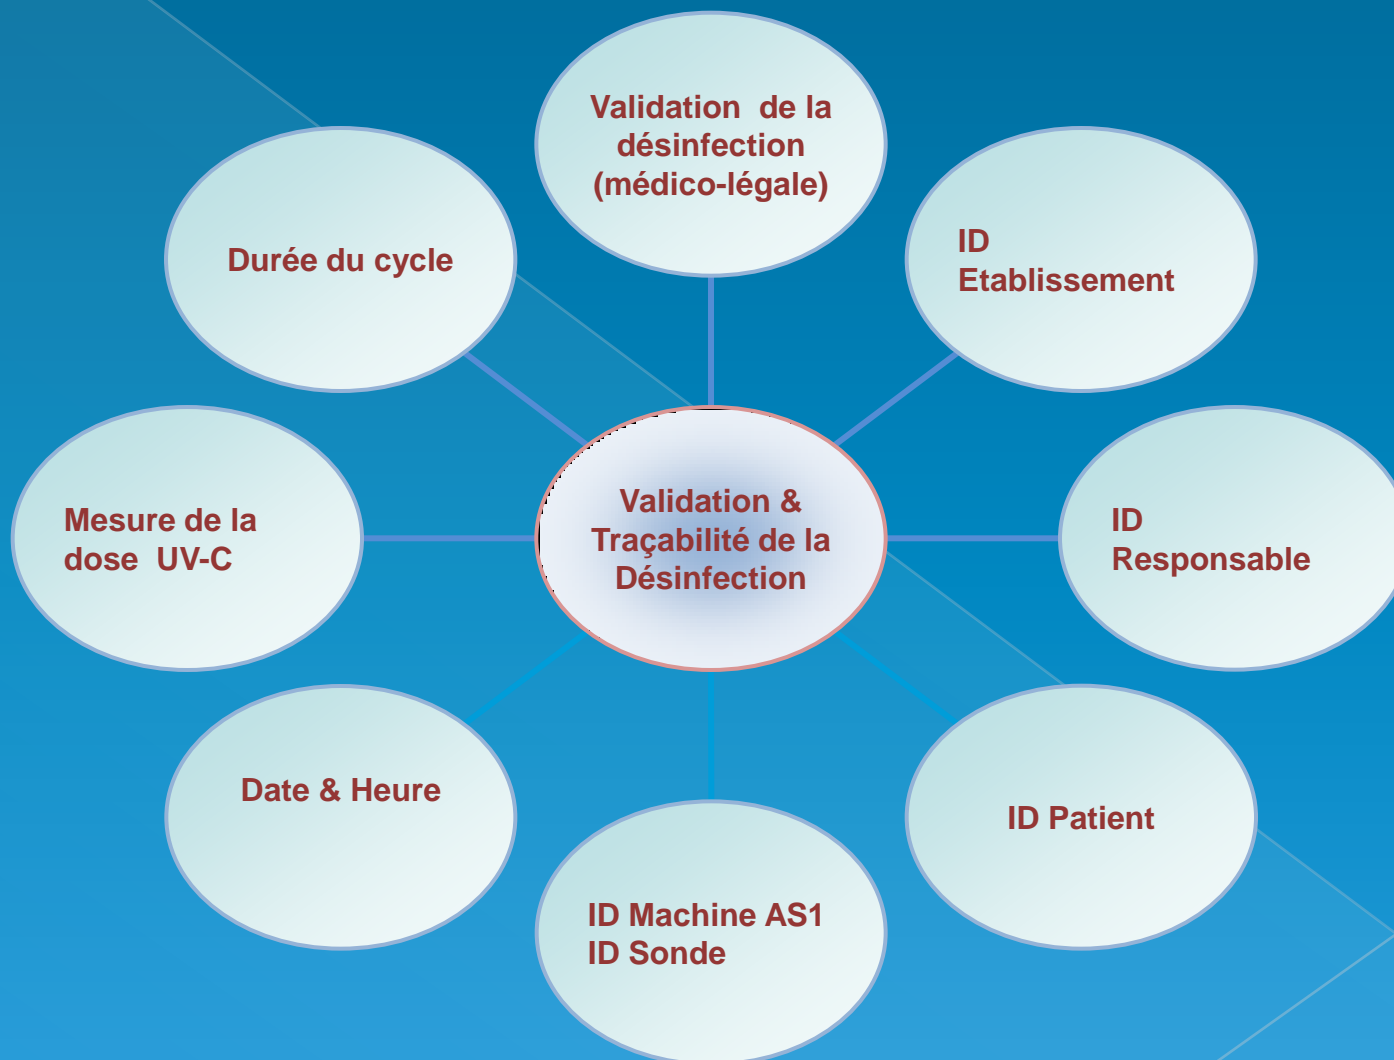 Validation  de la
désinfection
(médico-légale)
Durée du cycle
ID
Etablissement
Mesure de la
dose  UV-C
Validation &
Traçabilité de la
Désinfection
ID
Responsable
Date & Heure
ID Patient
ID Machine AS1
ID Sonde